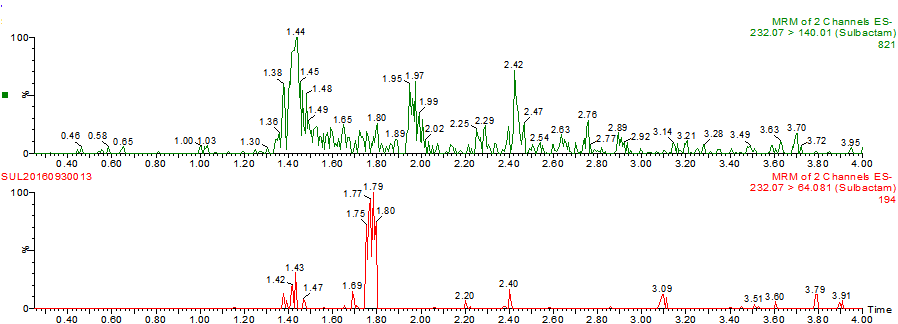 MRM of 2 Channels ES-
232.07 > 140.01 (Sulbactam)
821
100
%
0
0.46 0.58 0.65 1.00 1.03 1.30 1.36 1.38 1.44 1.45 1.48 1.49 1.65 1.80 1.89 1.95 1.97 1.99 2.02 2.25 2.29 2.42 2.47 2.54 2.63 2.76 2.77 2.89 2.92 3.14 3.21 3.28 3.49 3.63 3.70 3.72 3.95
0.40 0.60 0.80 1.00 1.20 1.40 1.60 1.80 2.00 2.20 2.40 2.60 2.80 3.00 3.20 3.40 3.60 3.80 4.00
SUL20160930013
MRM of 2 Channels ES-
232.07 > 64.081 (Sulbactam)
194
100
%
0
1.42 1.43 1.47 1.69 1.75 1.77 1.79 1.80 2.20 2.40 3.09 3.51 3.60 3.79 3.91
0.40 0.60 0.80 1.00 1.20 1.40 1.60 1.80 2.00 2.20 2.40 2.60 2.80 3.00 3.20 3.40 3.60 3.80 4.00 Time